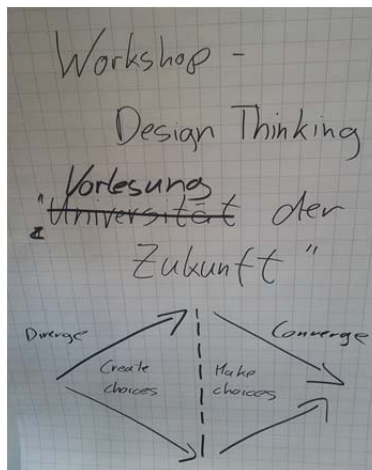 Workshop -
Design Thinking
Vorlesung
"Universität der
Zukunft"
Diverge
Converge
Create
choices
Make
choices